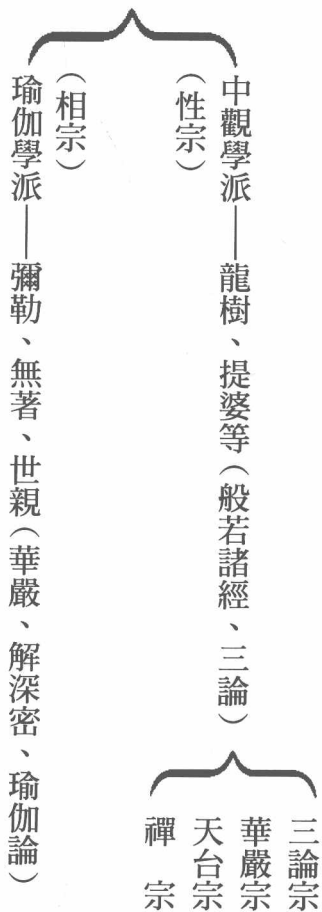 中觀學派——龍樹、提婆等（般若諸經、三論）
（性宗）
三論宗
華嚴宗
天台宗
禪　宗
（相宗）
瑜伽學派——彌勒、無著、世親（華嚴、解深密、瑜伽論）